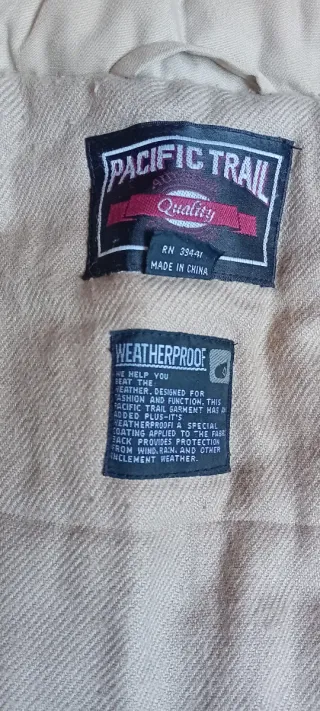 PACIFIC TRAIL
AUTHENTIC
Quality
RN 39441
MADE IN CHINA
WEATHERPROOF
WE HELP YOU
BEAT THE
WEATHER. DESIGNED FOR
FASHION AND FUNCTION, THIS
PACIFIC TRAIL GARMENT HAS AN
ADDED PLUS-IT'S
WEATHERPROOF! A SPECIAL
COATING APPLIED TO THE FABRIC
BACK PROVIDES PROTECTION
FROM WIND, RAIN, AND OTHER
INCLEMENT WEATHER.